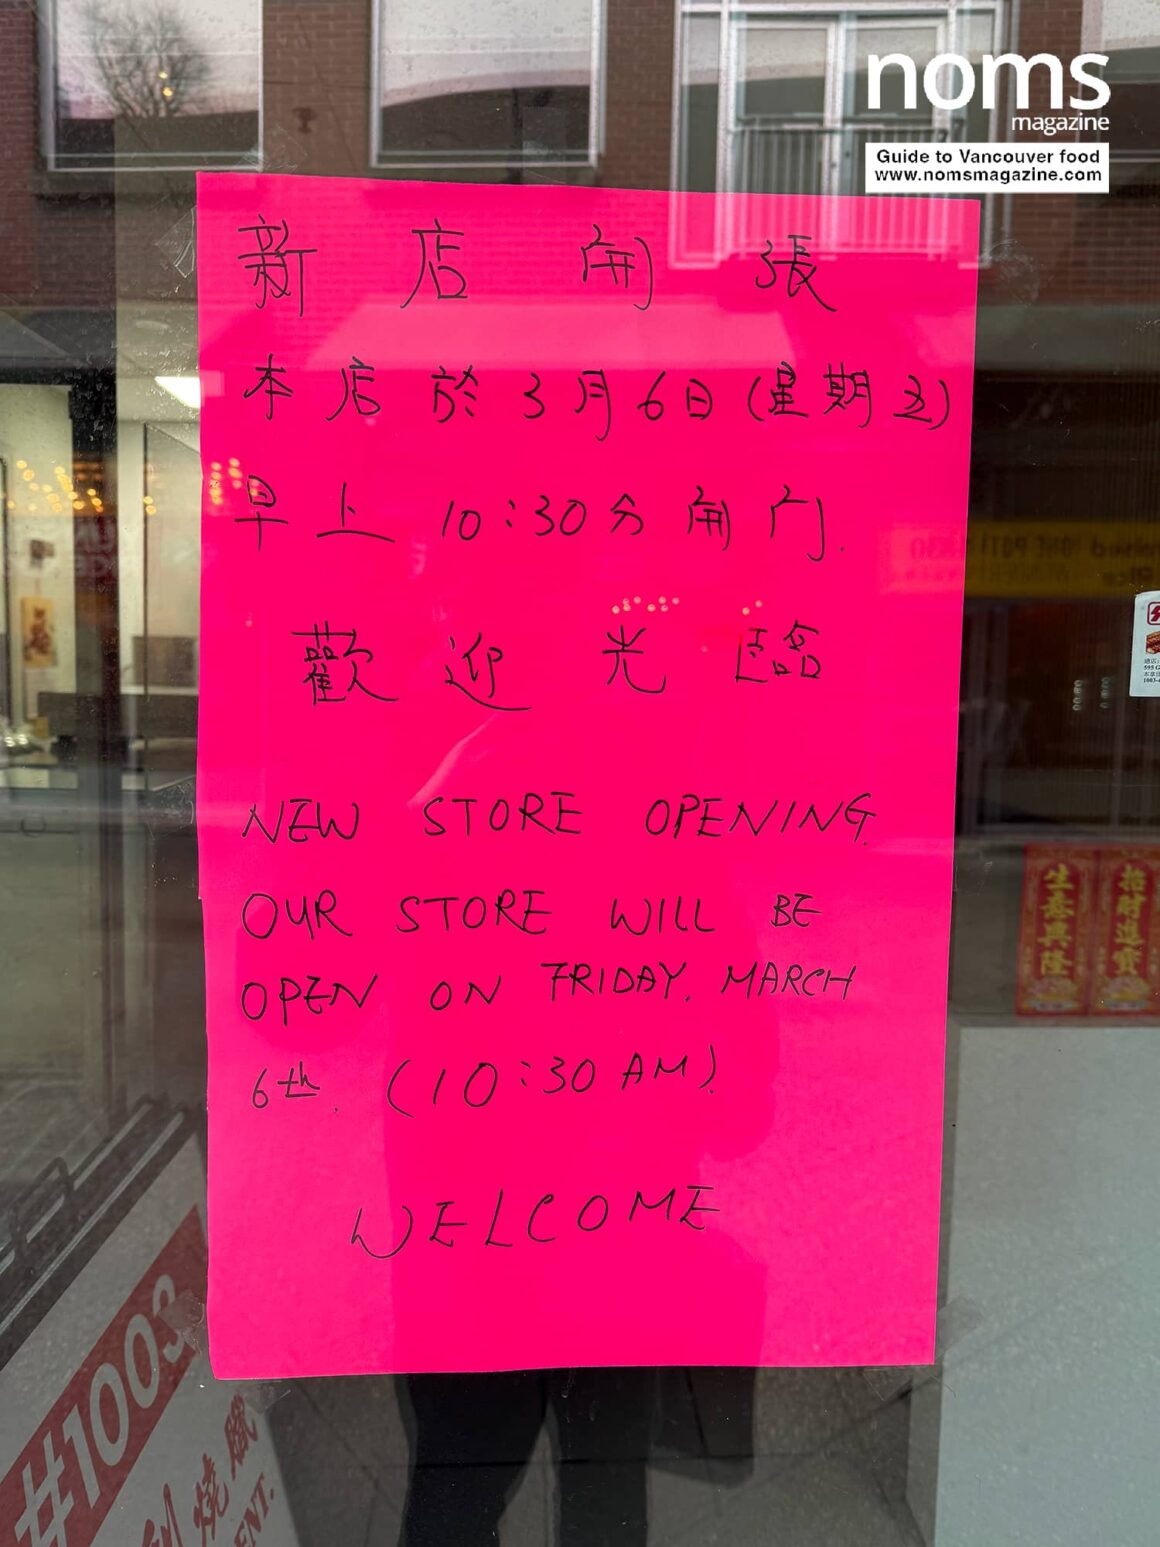 noms
magazine
Guide to Vancouver food
www.nomsmagazine.com
新店開張
本店於3月6日(星期五)
早上10:30分開门.
歡迎光臨
NEW STORE OPENING.
OUR STORE WILL BE
OPEN ON FRIDAY, MARCH
6th. (10:30 AM).
WELCOME
生意興隆
招財進寶
#1003
燒臘